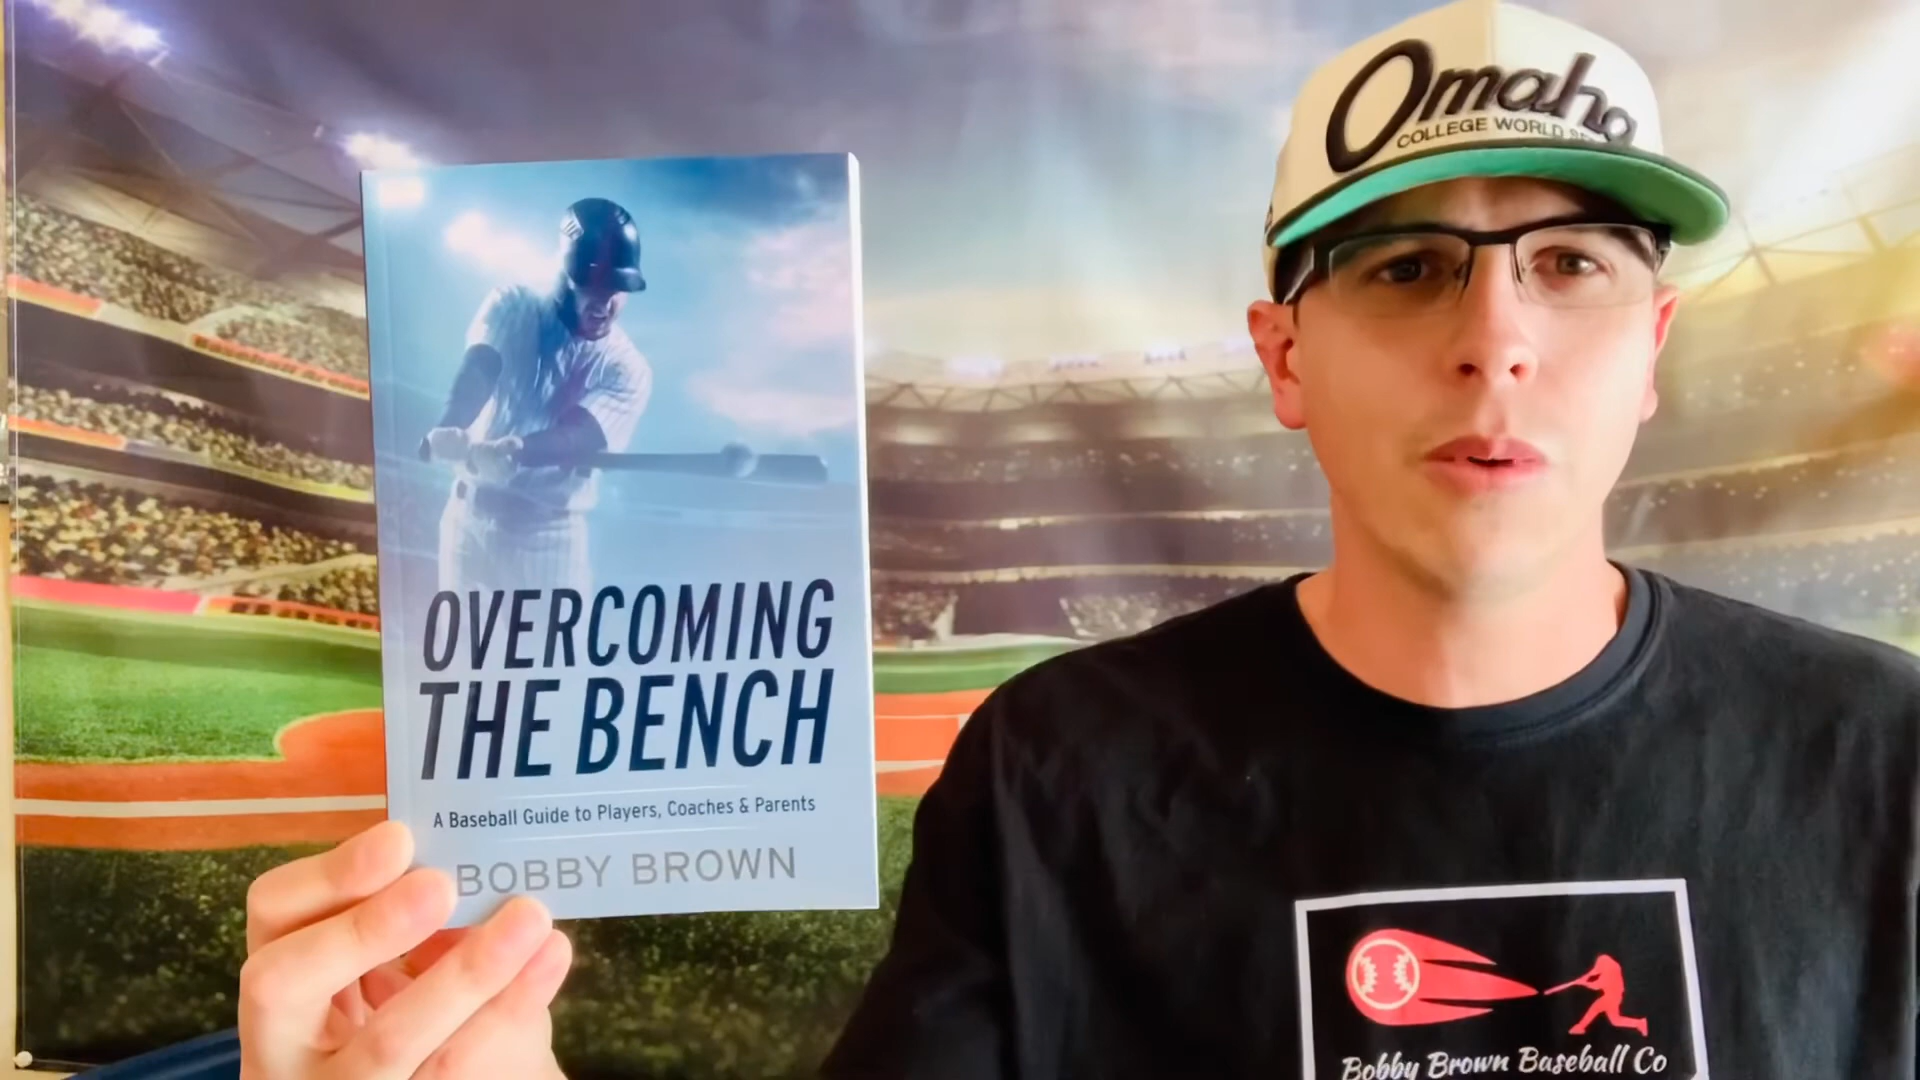 Omaha
COLLEGE WORLD
OVERCOMING
THE BENCH
A Baseball Guide to Players, Coaches & Parents
BOBBY BROWN
Bobby Brown Baseball Co